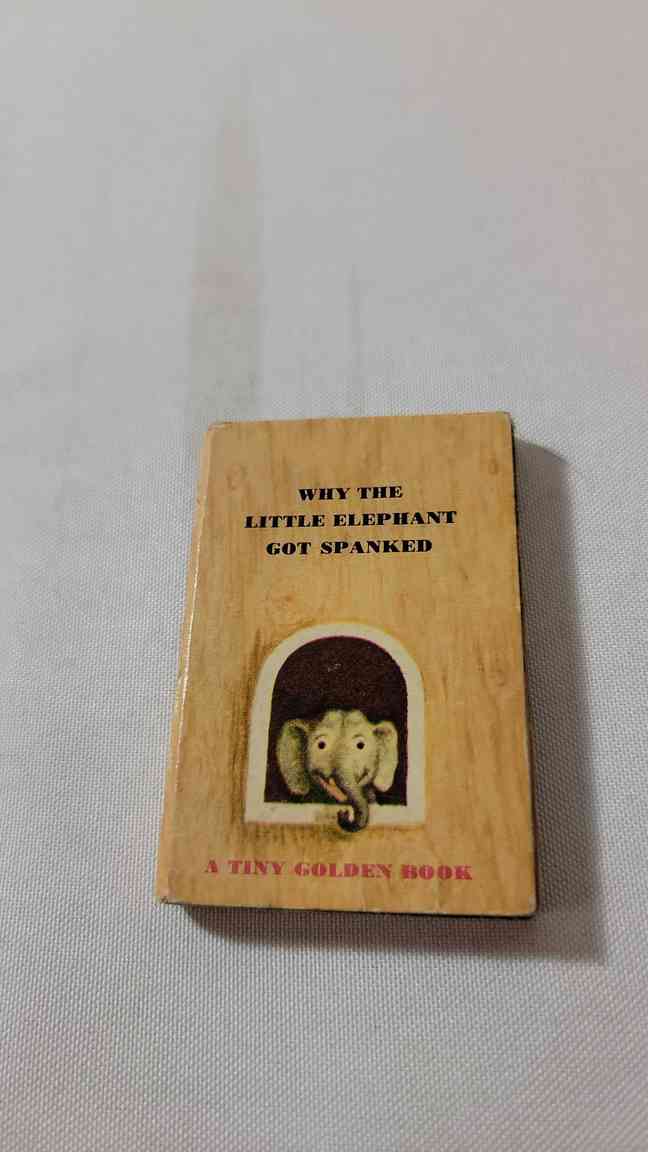 WHY THE
LITTLE ELEPHANT
GOT SPANKED
A TINY GOLDEN BOOK